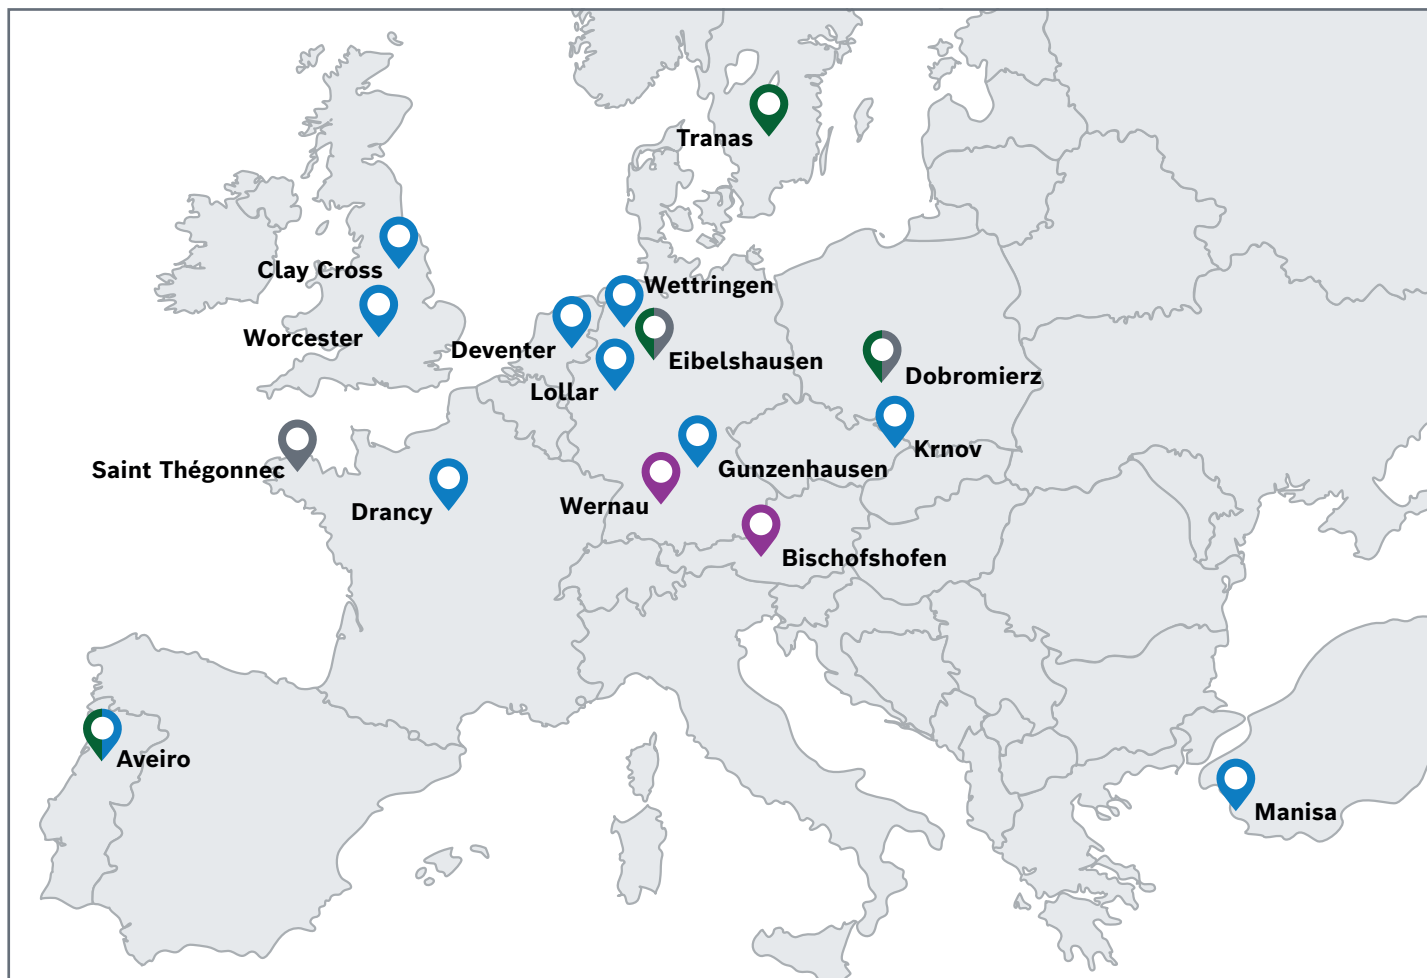 Tranas
Clay Cross
Wettringen
Worcester
Deventer
Eibelshausen
Dobromierz
Lollar
Krnov
Saint Thégonnec
Gunzenhausen
Wernau
Drancy
Bischofshofen
Aveiro
Manisa